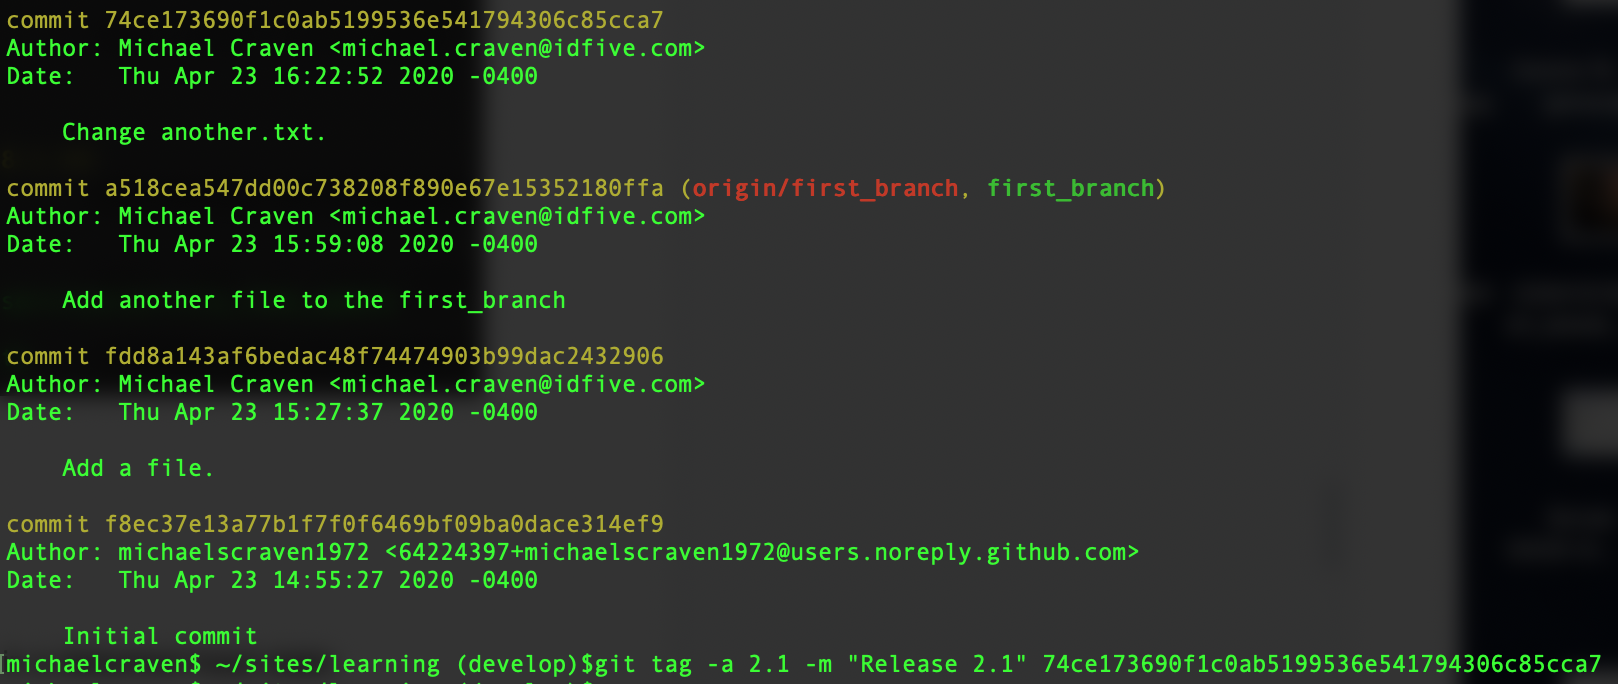 commit 74ce173690f1c0ab5199536e541794306c85cca7
Author: Michael Craven <michael.craven@idfive.com>
Date:   Thu Apr 23 16:22:52 2020 -0400
    Change another.txt.
commit a518cea547dd00c738208f890e67e15352180ffa (origin/first_branch, first_branch)
Author: Michael Craven <michael.craven@idfive.com>
Date:   Thu Apr 23 15:59:08 2020 -0400
    Add another file to the first_branch
commit fdd8a143af6bedac48f74474903b99dac2432906
Author: Michael Craven <michael.craven@idfive.com>
Date:   Thu Apr 23 15:27:37 2020 -0400
    Add a file.
commit f8ec37e13a77b1f7f0f6469bf09ba0dace314ef9
Author: michaelscraven1972 <64224397+michaelscraven1972@users.noreply.github.com>
Date:   Thu Apr 23 14:55:27 2020 -0400
    Initial commit
[michaelcraven$ ~/sites/learning (develop)$git tag -a 2.1 -m "Release 2.1" 74ce173690f1c0ab5199536e541794306c85cca7